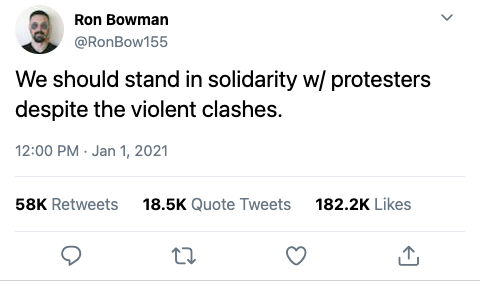 Ron Bowman
@RonBow155
We should stand in solidarity w/ protesters
despite the violent clashes.
12:00 PM · Jan 1, 2021
58K Retweets 18.5K Quote Tweets 182.2K Likes